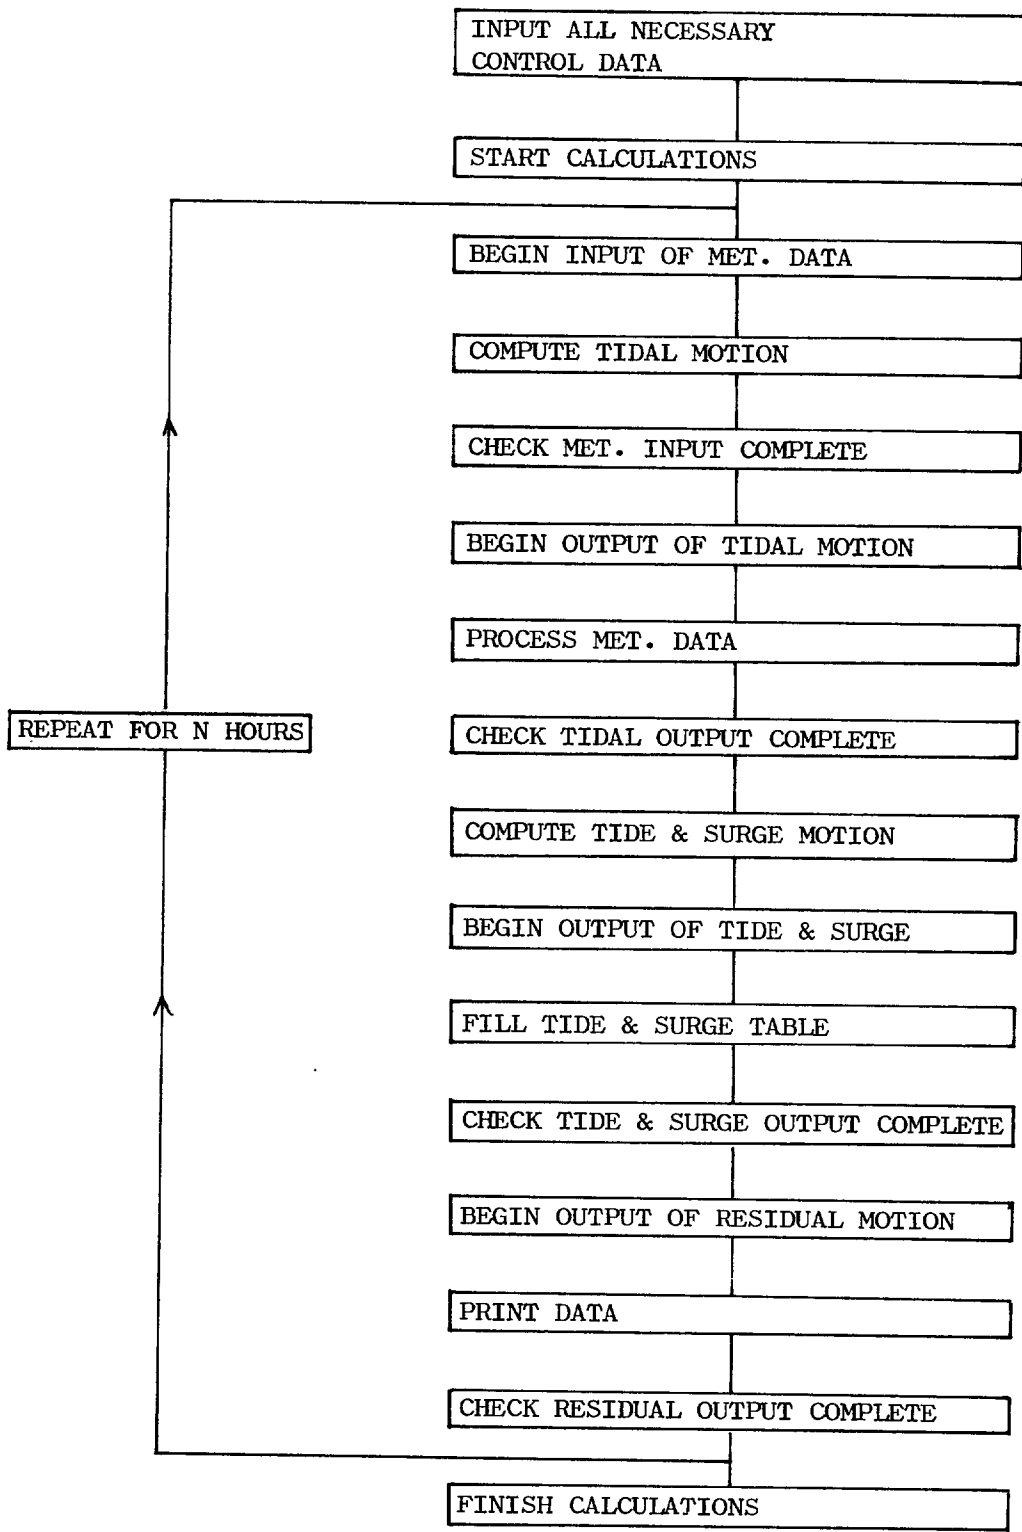 INPUT ALL NECESSARY
CONTROL DATA
START CALCULATIONS
BEGIN INPUT OF MET. DATA
COMPUTE TIDAL MOTION
CHECK MET. INPUT COMPLETE
BEGIN OUTPUT OF TIDAL MOTION
PROCESS MET. DATA
REPEAT FOR N HOURS
CHECK TIDAL OUTPUT COMPLETE
COMPUTE TIDE & SURGE MOTION
BEGIN OUTPUT OF TIDE & SURGE
FILL TIDE & SURGE TABLE
CHECK TIDE & SURGE OUTPUT COMPLETE
BEGIN OUTPUT OF RESIDUAL MOTION
PRINT DATA
CHECK RESIDUAL OUTPUT COMPLETE
FINISH CALCULATIONS